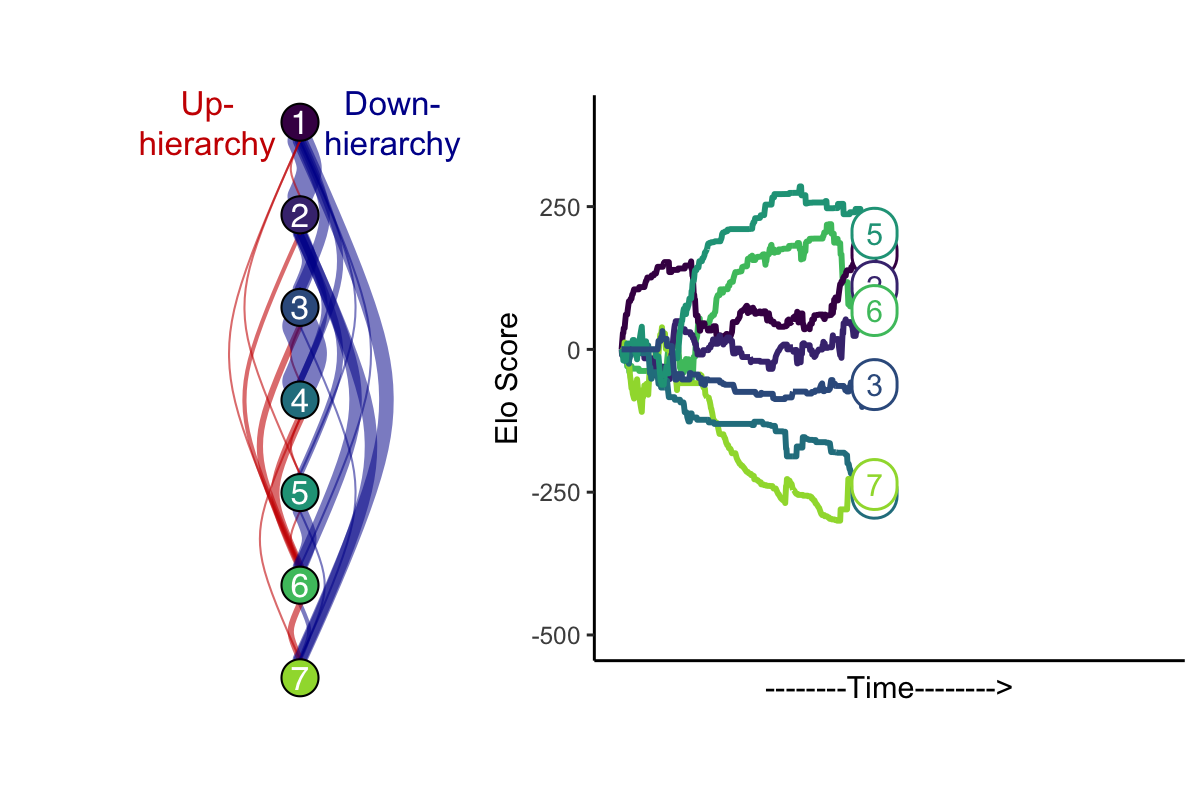 Up-
hierarchy
Down-
hierarchy
1
2
3
4
5
6
7
Elo Score
250
0
-250
-500
5
6
3
7
--------Time-------->